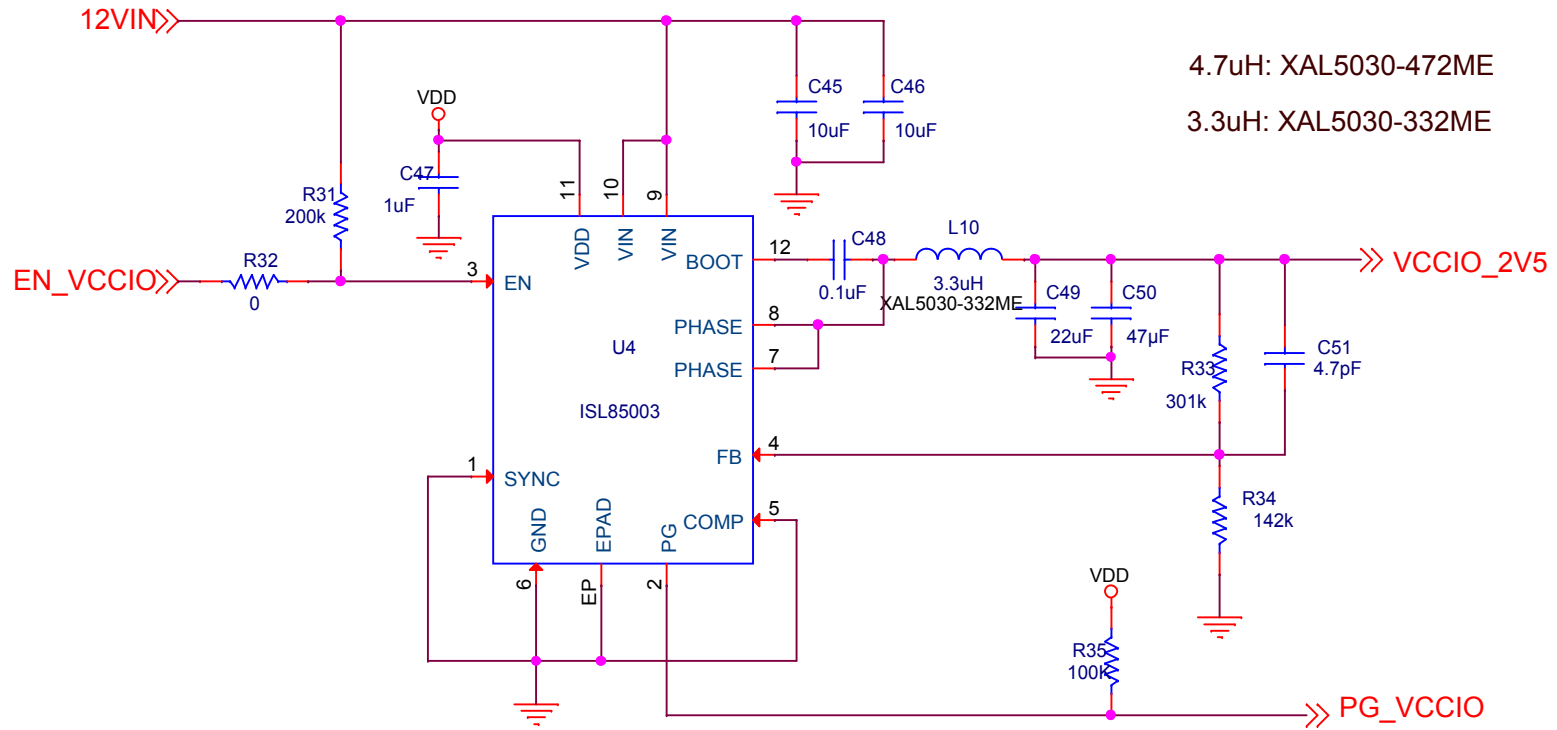 12VIN
4.7uH: XAL5030-472ME
3.3uH: XAL5030-332ME
VDD
C45
10uF
C46
10uF
C47
1uF
R31
200k
11
10
9
VDD
VIN
VIN
EN_VCCIO
R32
0
3
EN
BOOT
12
C48
0.1uF
L10
3.3uH
XAL5030-332ME
VCCIO_2V5
C49
22uF
C50
47µF
PHASE
8
PHASE
7
U4
ISL85003
R33
301k
C51
4.7pF
FB
4
1
SYNC
COMP
5
GND
EPAD
PG
6
EP
2
R34
142k
VDD
R35
100K
PG_VCCIO